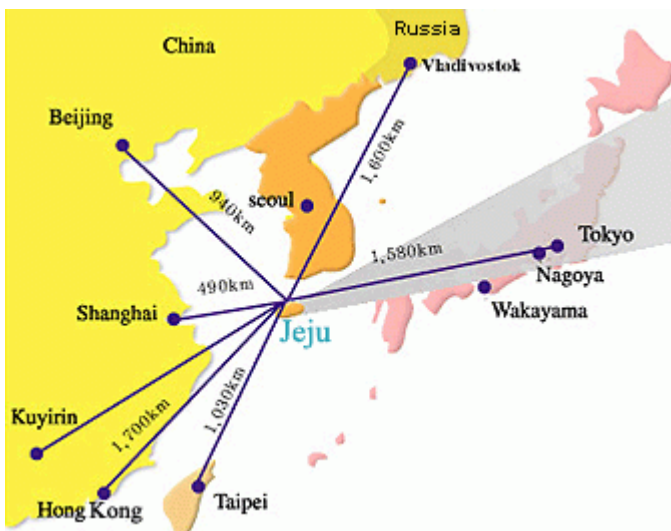 Russia
China
Vladivostok
Beijing
1,600km
940km
seoul
1,580km
Tokyo
Nagoya
490km
Shanghai
Wakayama
Jeju
1,030km
Kuyirin
1,700km
Hong Kong
Taipei